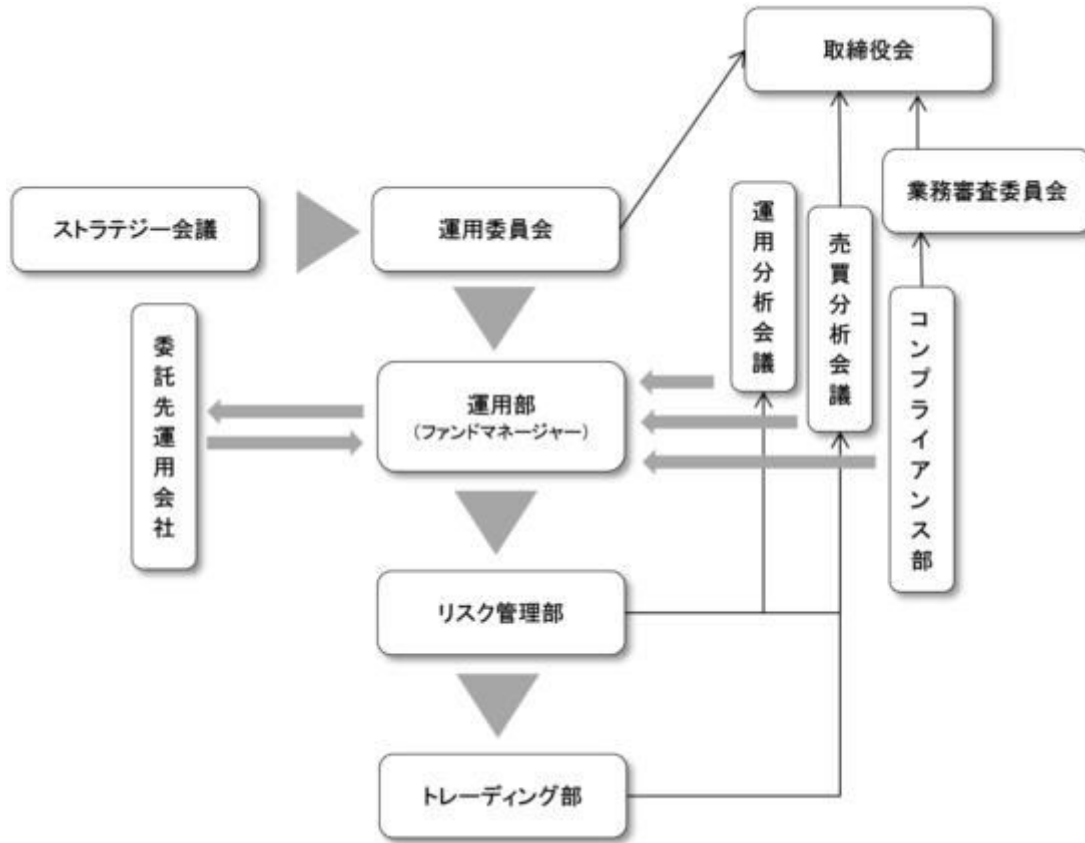 取締役会
業務審査委員会
ストラテジー会議
運用委員会
運用分析会議
売買分析会議
コンプライアンス部
委託先運用会社
運用部
(ファンドマネージャー)
リスク管理部
トレーディング部